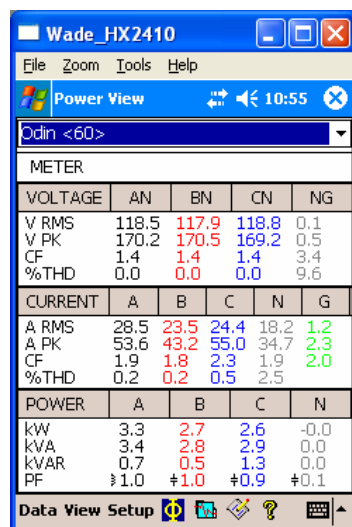 Wade_HX2410
File Zoom Tools Help
Power View 10:55
Odin <60>
METER
VOLTAGE AN BN CN NG
V RMS 118.5 117.9 118.8 0.1
V PK 170.2 170.5 169.2 0.5
CF 1.4 1.4 1.4 3.4
%THD 0.0 0.0 0.0 9.6
CURRENT A B C N G
A RMS 28.5 23.5 24.4 18.2 1.2
A PK 53.6 43.2 55.0 34.7 2.3
CF 1.9 1.8 2.3 1.9 2.0
%THD 0.2 0.2 0.5 2.5
POWER A B C N
kW 3.3 2.7 2.6 -0.0
kVA 3.4 2.8 2.9 0.0
kVAR 0.7 0.5 1.3 0.0
PF 1.0 1.0 0.9 0.1
Data View Setup Φ ?